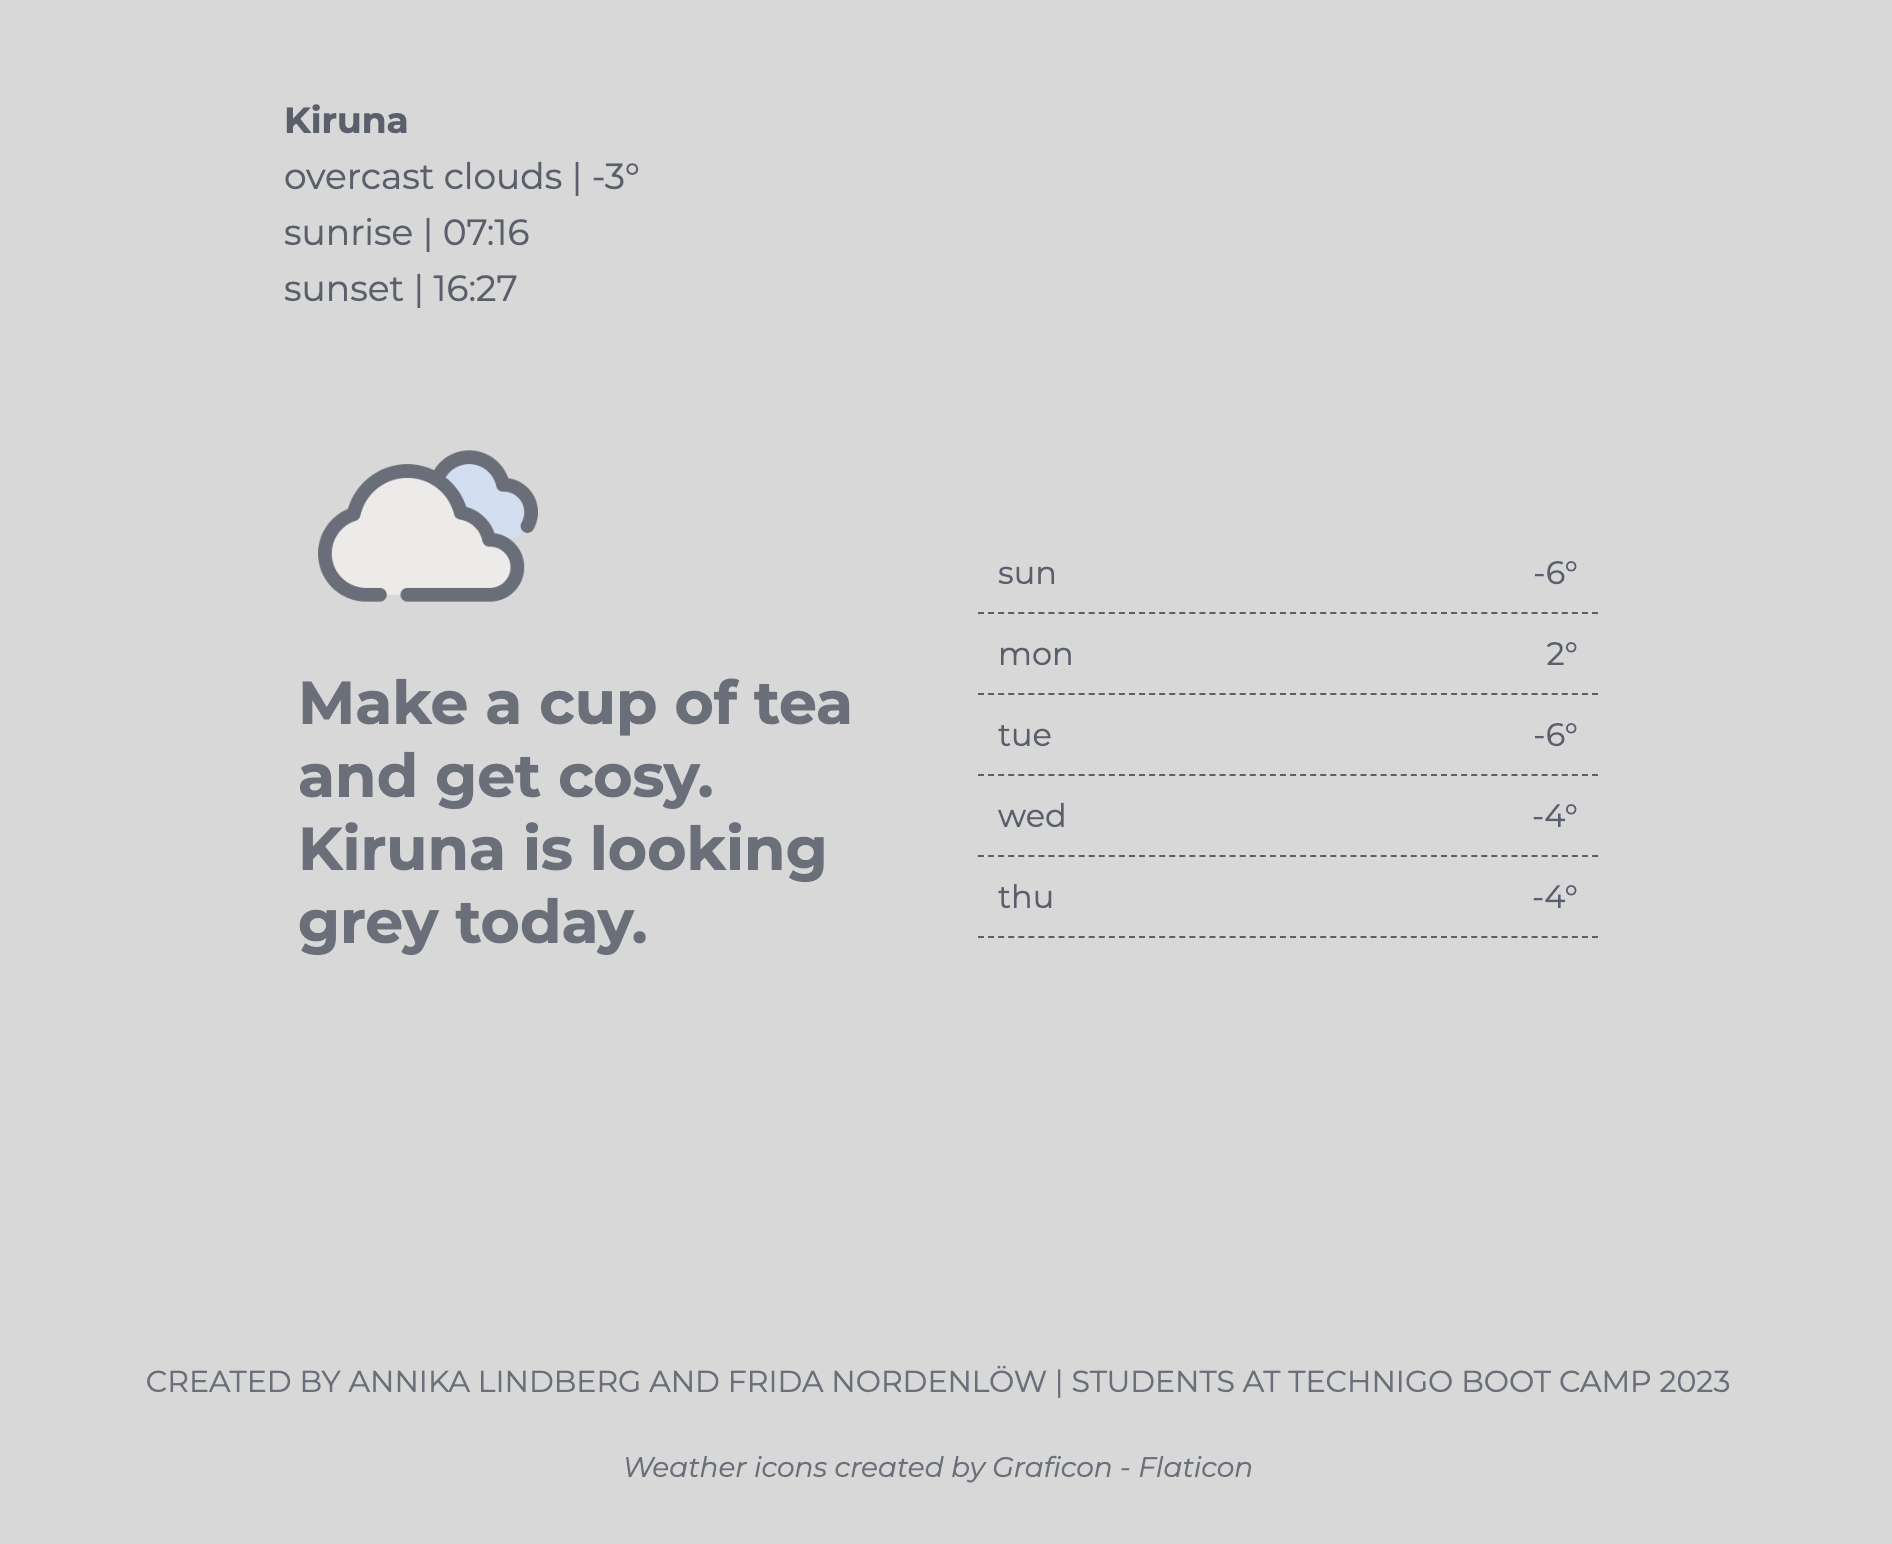 Kiruna
overcast clouds | -3°
sunrise | 07:16
sunset | 16:27
Make a cup of tea
and get cosy.
Kiruna is looking
grey today.
sun -6°
mon 2°
tue -6°
wed -4°
thu -4°
CREATED BY ANNIKA LINDBERG AND FRIDA NORDENLÖW | STUDENTS AT TECHNIGO BOOT CAMP 2023
Weather icons created by Graficon - Flaticon